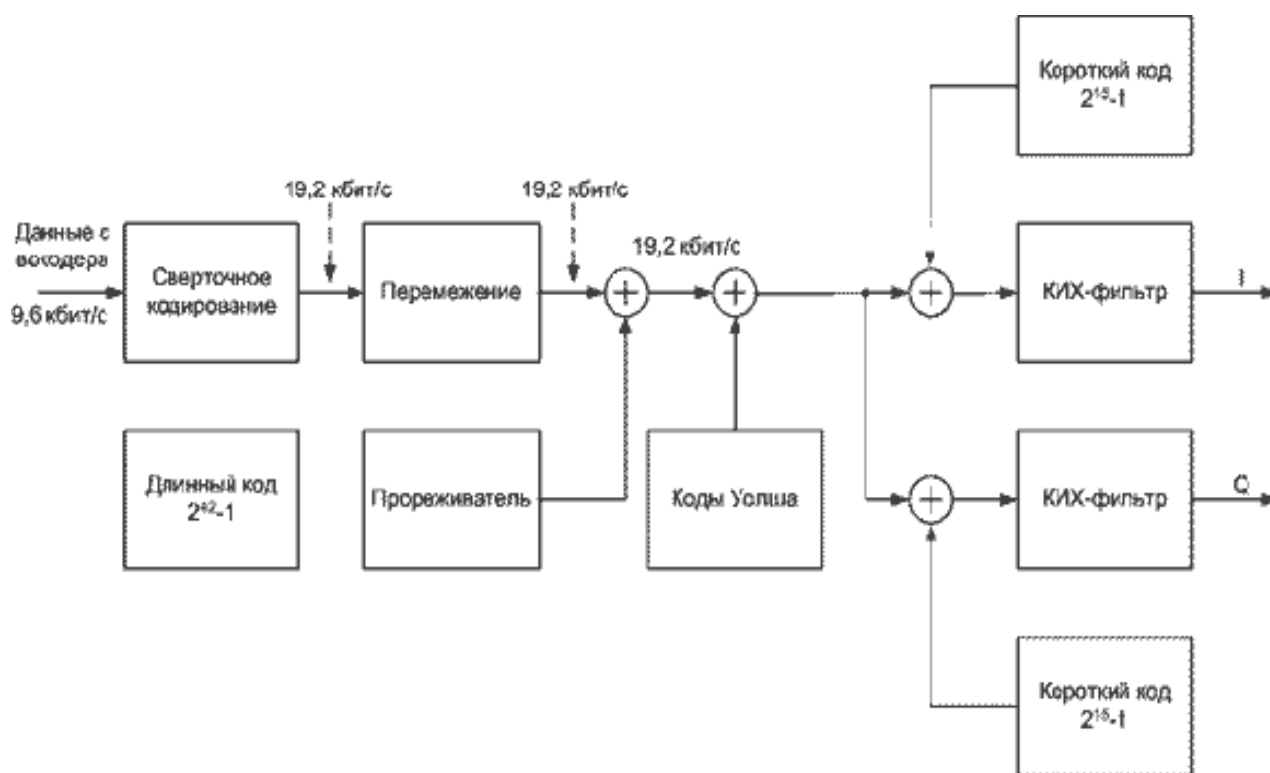 Короткий код
2¹⁵-1
19,2 кбит/с
19,2 кбит/с
Данные с
вокодера
19,2 кбит/с
Сверточное
кодирование
Перемежение
КИХ-фильтр
I
9,6 кбит/с
Длинный код
2⁴²-1
Прореживатель
Коды Уолша
КИХ-фильтр
Q
Короткий код
2¹⁵-1